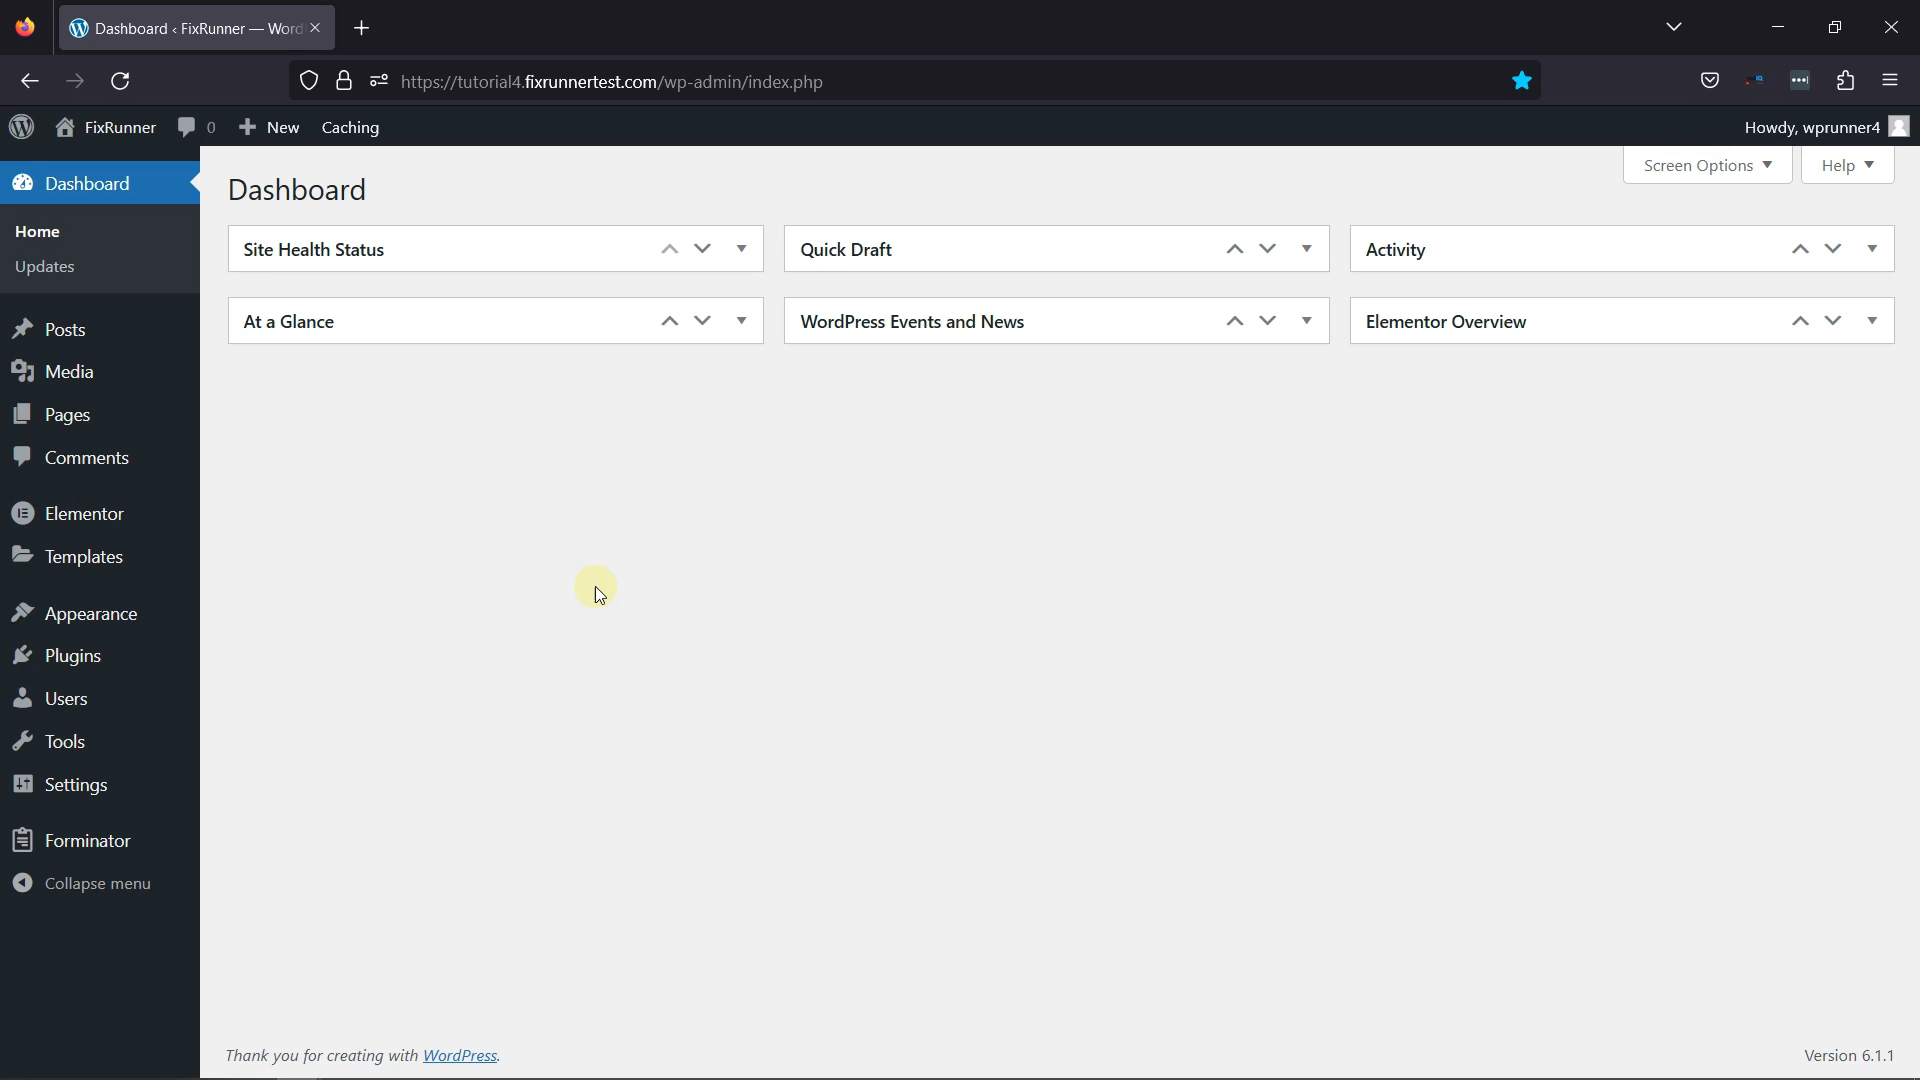 Dashboard ‹ FixRunner — Word
https://tutorial4.fixrunnertest.com/wp-admin/index.php
FixRunner 0 New Caching Howdy, wprunner4
Screen Options Help
Dashboard
Home
Updates
Posts
Media
Pages
Comments
Elementor
Templates
Appearance
Plugins
Users
Tools
Settings
Forminator
Collapse menu
Dashboard
Site Health Status Quick Draft Activity
At a Glance WordPress Events and News Elementor Overview
Thank you for creating with WordPress. Version 6.1.1